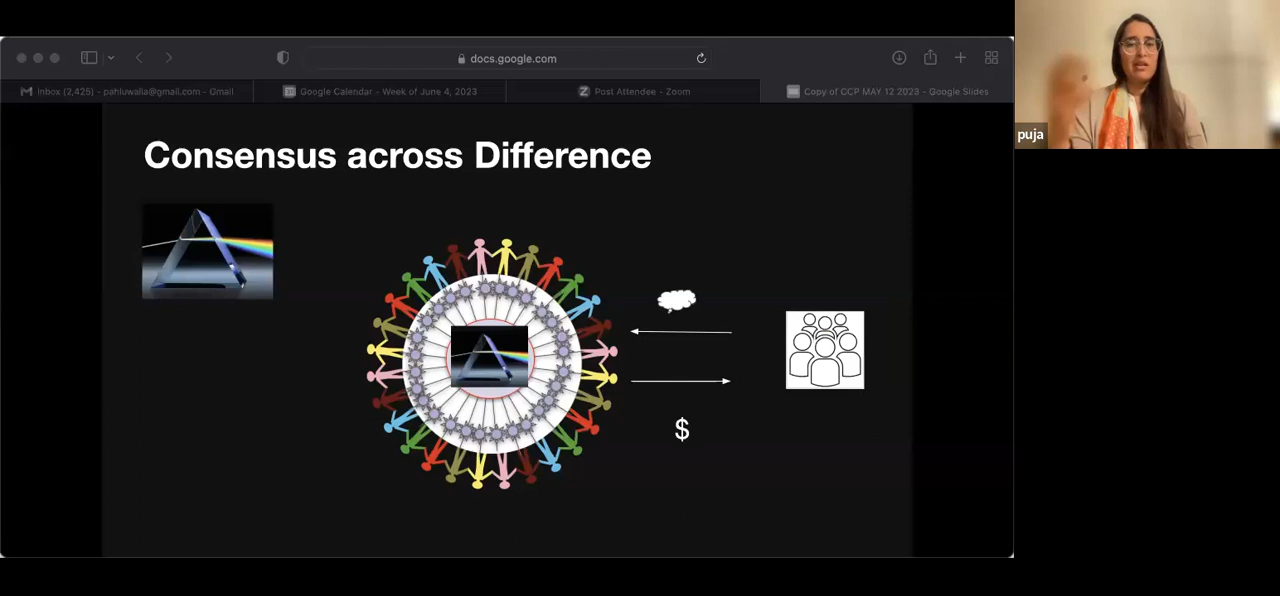 docs.google.com
Inbox (2,425) - pahluwalia@gmail.com - Gmail
Google Calendar - Week of June 4, 2023
Post Attendee - Zoom
Copy of CCP MAY 12 2023 - Google Slides
puja
Consensus across Difference
$